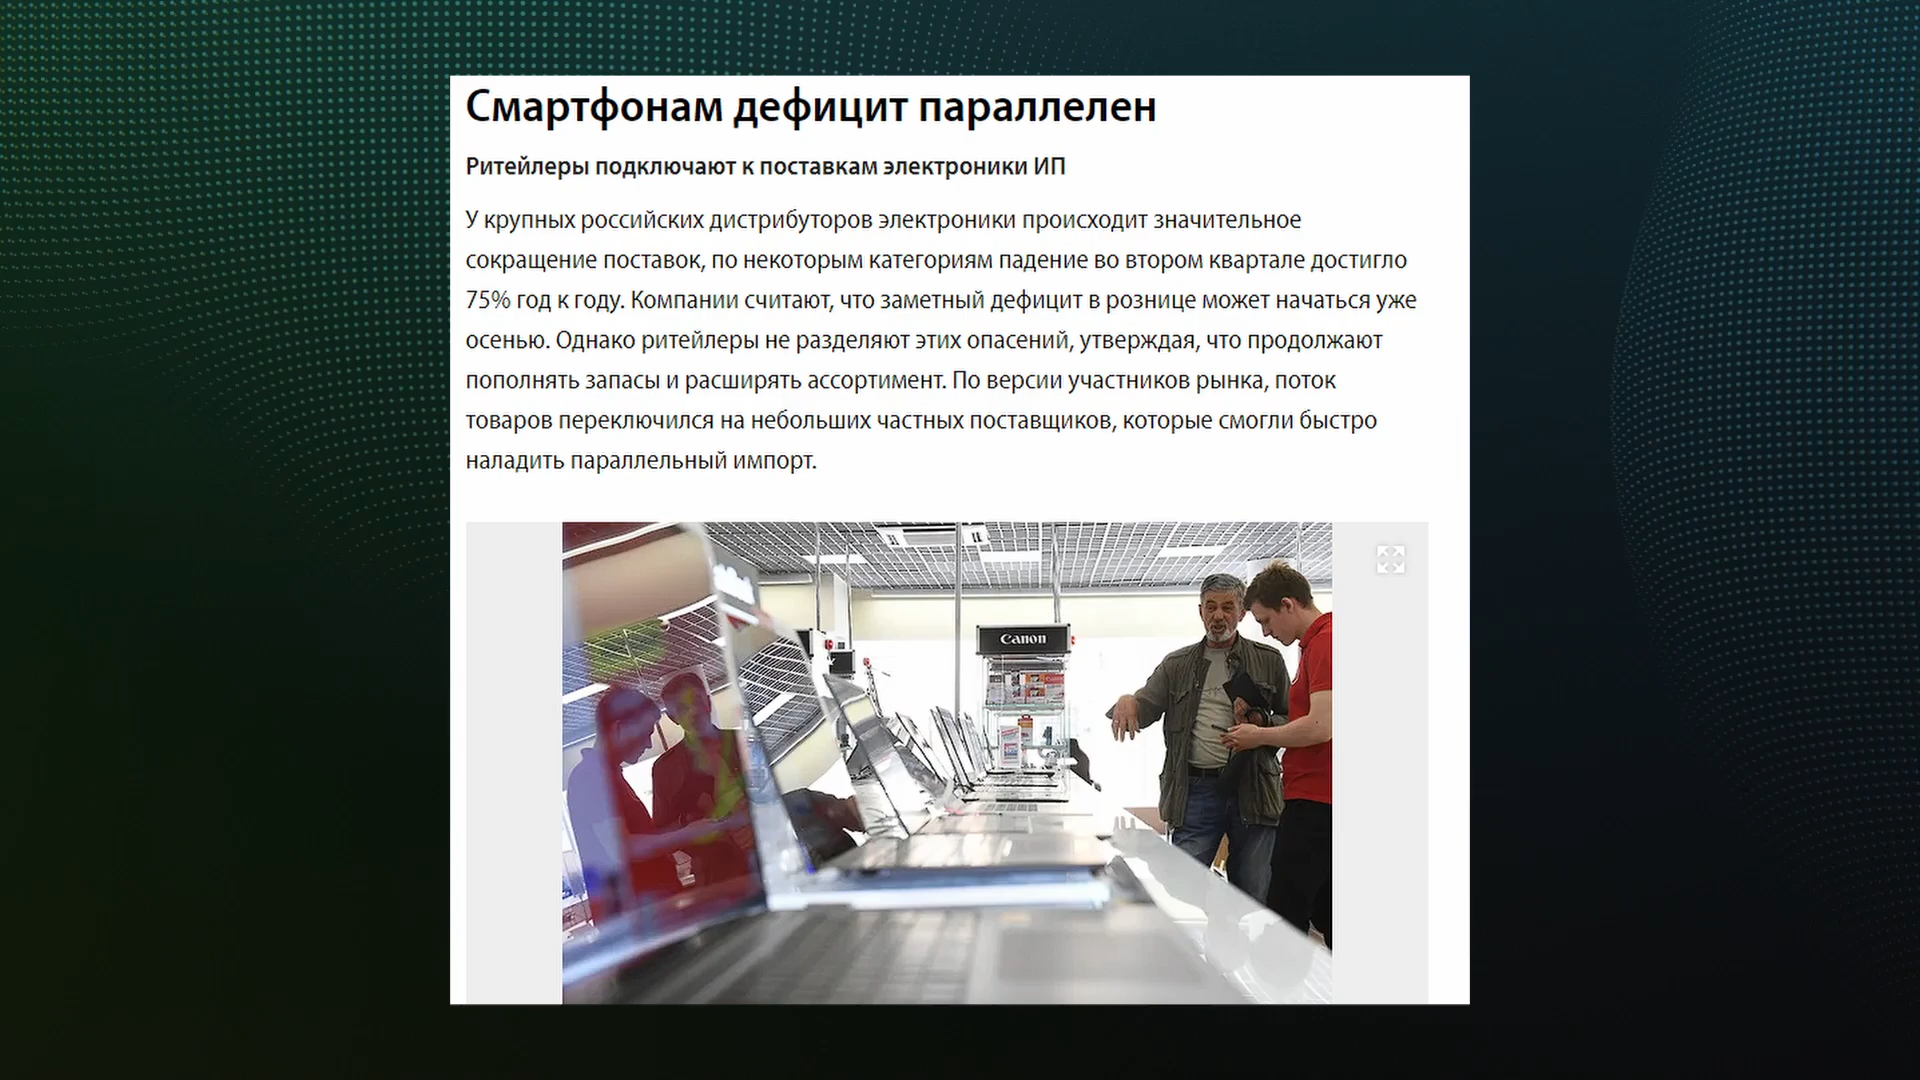 Смартфонам дефицит параллелен
Ритейлеры подключают к поставкам электроники ИП
У крупных российских дистрибуторов электроники происходит значительное
сокращение поставок, по некоторым категориям падение во втором квартале достигло
75% год к году. Компании считают, что заметный дефицит в рознице может начаться уже
осенью. Однако ритейлеры не разделяют этих опасений, утверждая, что продолжают
пополнять запасы и расширять ассортимент. По версии участников рынка, поток
товаров переключился на небольших частных поставщиков, которые смогли быстро
наладить параллельный импорт.
Canon